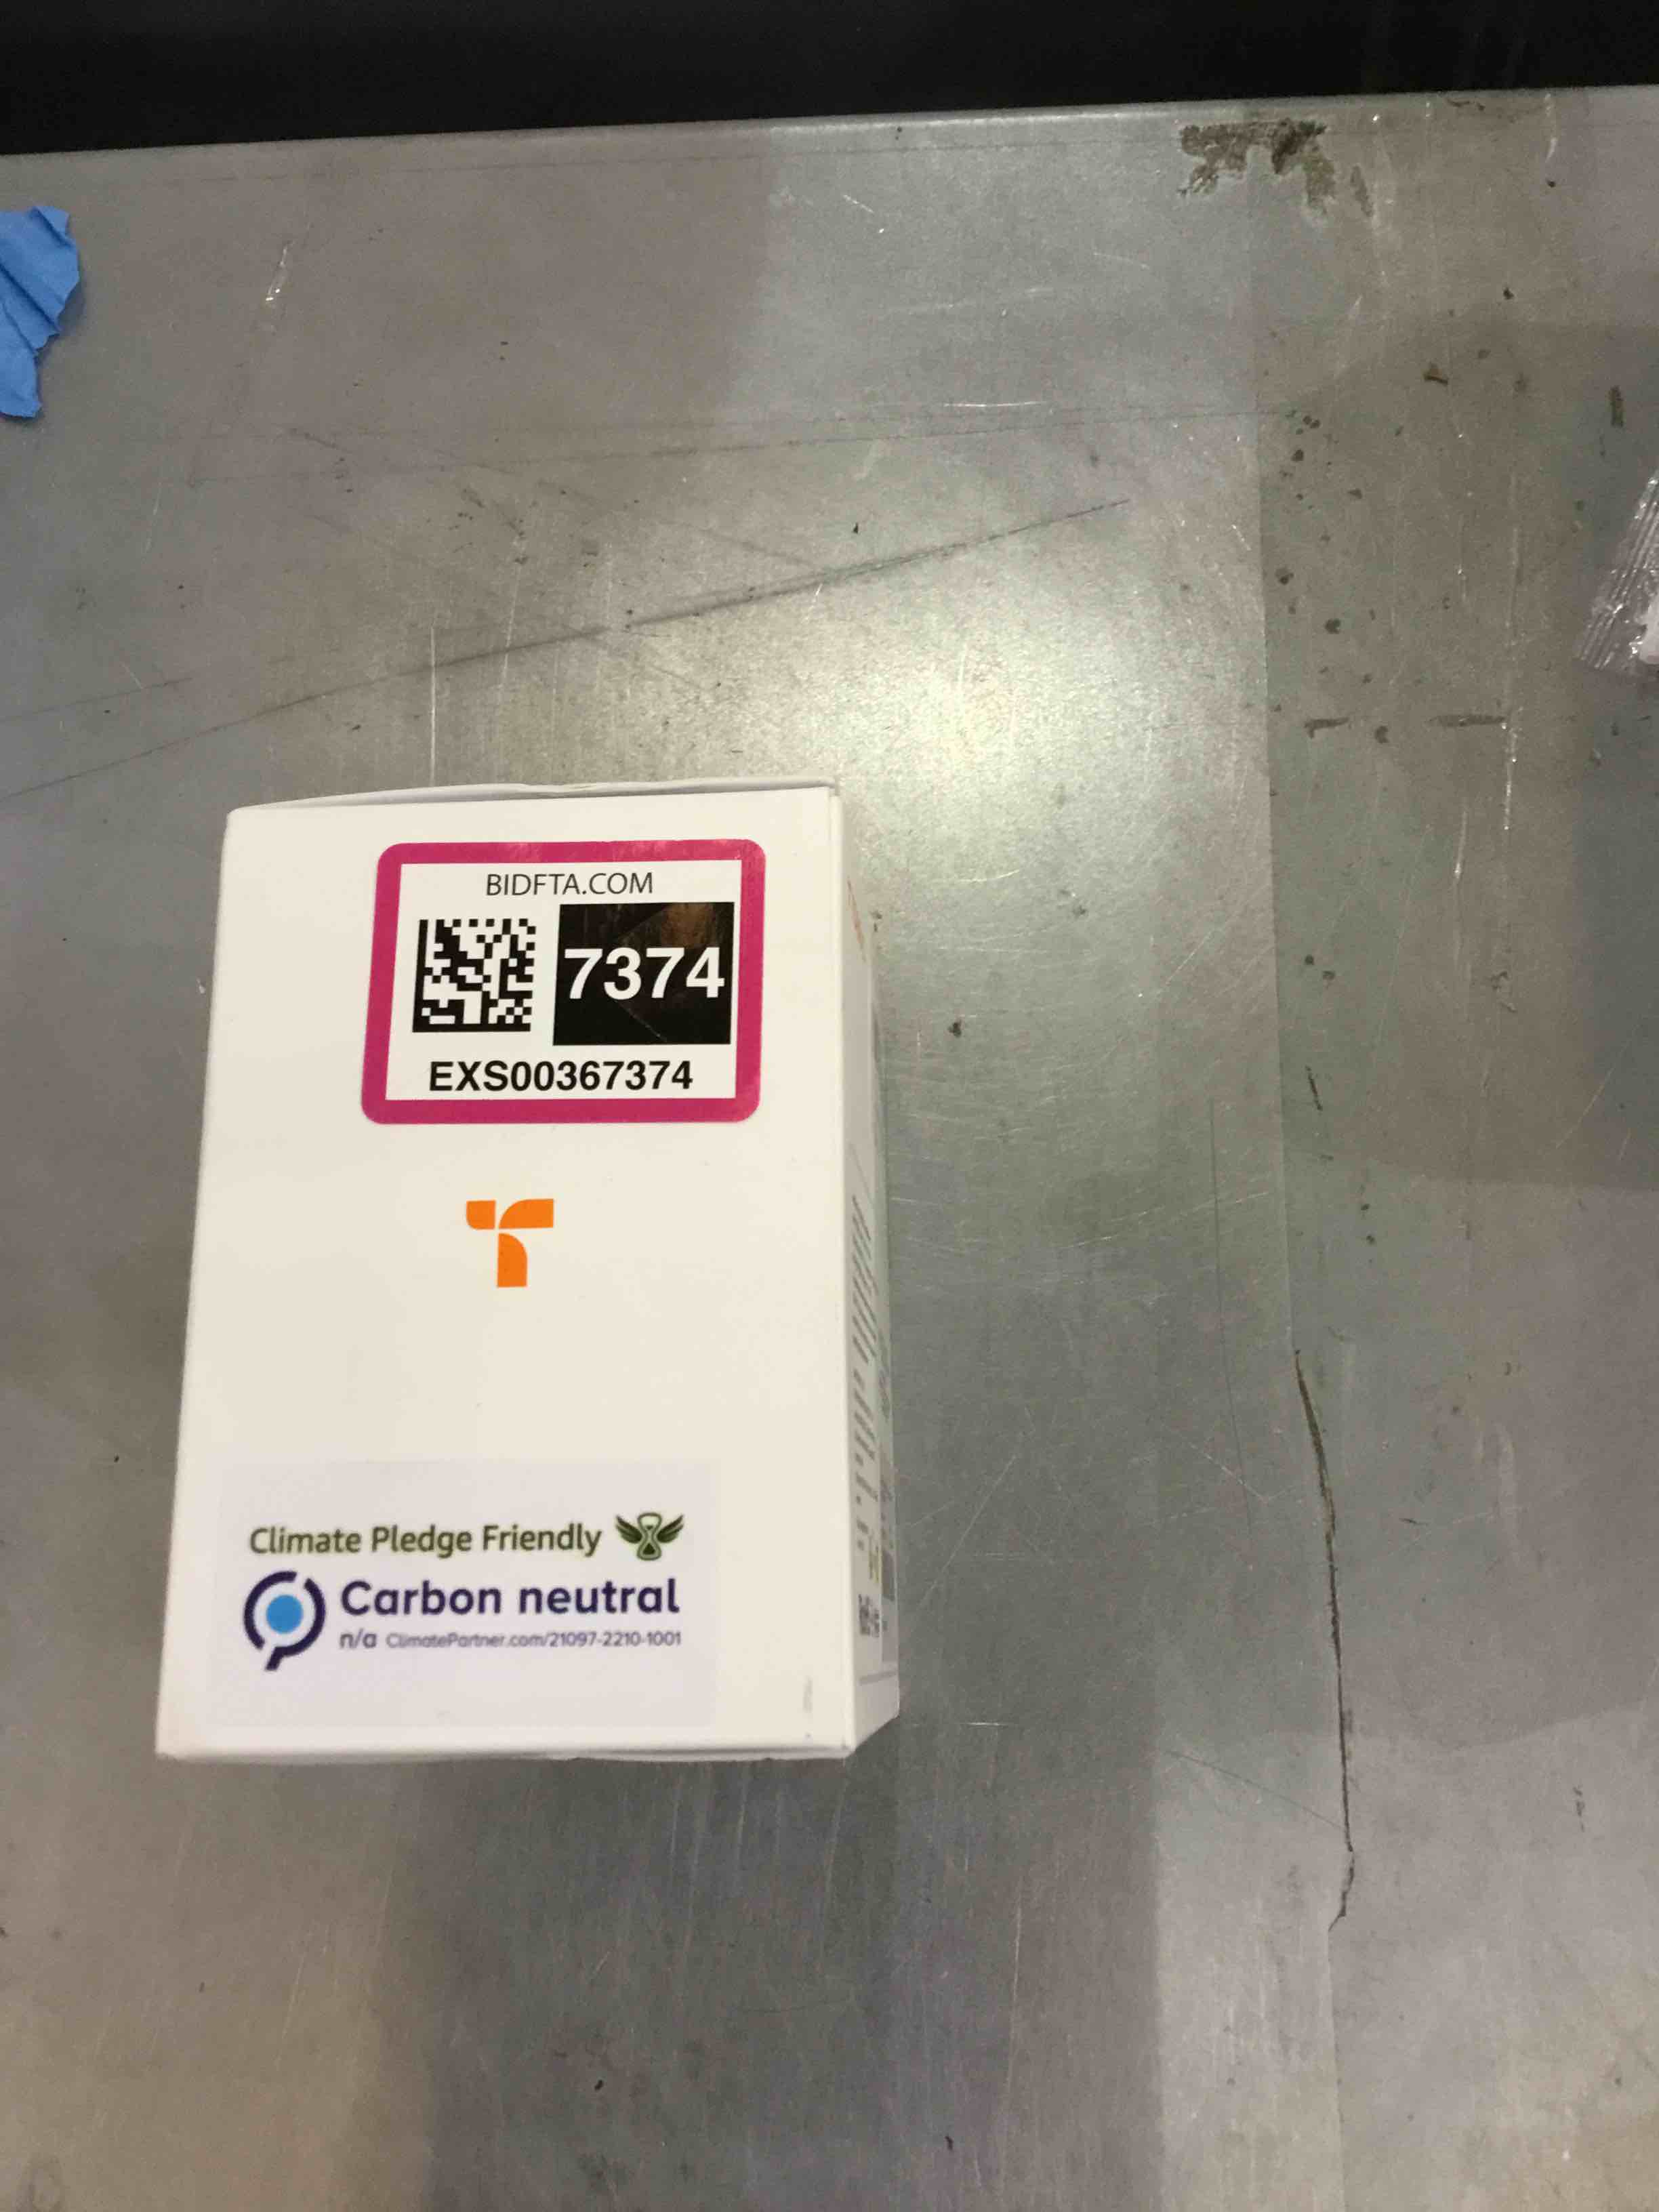 BIDFTA.COM
7374
EXS00367374
Climate Pledge Friendly
Carbon neutral
n/a ClimatePartner.com/21097-2210-1001